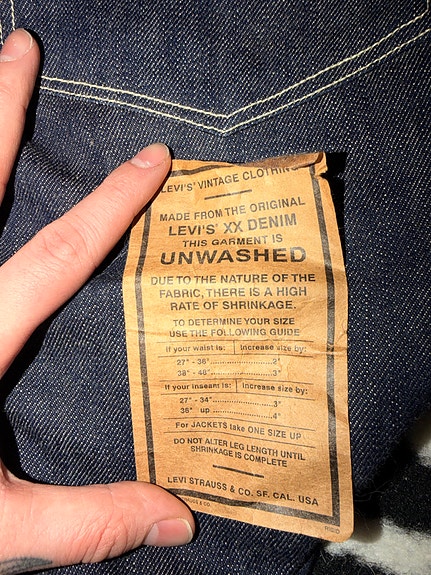 LEVI'S® VINTAGE CLOTHING
MADE FROM THE ORIGINAL
LEVI'S® XX DENIM
THIS GARMENT IS
UNWASHED
DUE TO THE NATURE OF THE
FABRIC, THERE IS A HIGH
RATE OF SHRINKAGE.
TO DETERMINE YOUR SIZE
USE THE FOLLOWING GUIDE
If your waist is: Increase size by:
27" - 36" 2"
38" - 48" 3"
If your inseam is: Increase size by:
27" - 34" 3"
36" up 4"
For JACKETS take ONE SIZE UP
DO NOT ALTER LEG LENGTH UNTIL
SHRINKAGE IS COMPLETE
LEVI STRAUSS & CO. SF. CAL. USA
STRAUSS & CO.